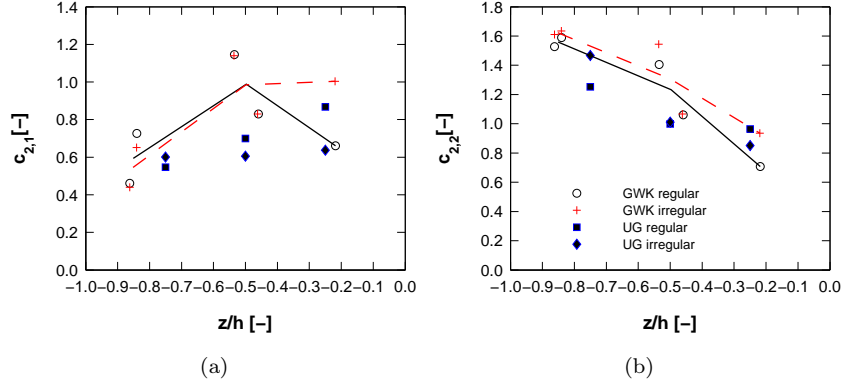 1.4
1.2
1.0
0.8
0.6
0.4
0.2
0.0
c2,1[−]
−1.0 −0.9 −0.8 −0.7 −0.6 −0.5 −0.4 −0.3 −0.2 −0.1 0.0
z/h [−]
(a)
1.8
1.6
1.4
1.2
1.0
0.8
0.6
0.4
0.2
0.0
c2,2[−]
GWK regular
GWK irregular
UG regular
UG irregular
−1.0 −0.9 −0.8 −0.7 −0.6 −0.5 −0.4 −0.3 −0.2 −0.1 0.0
z/h [−]
(b)